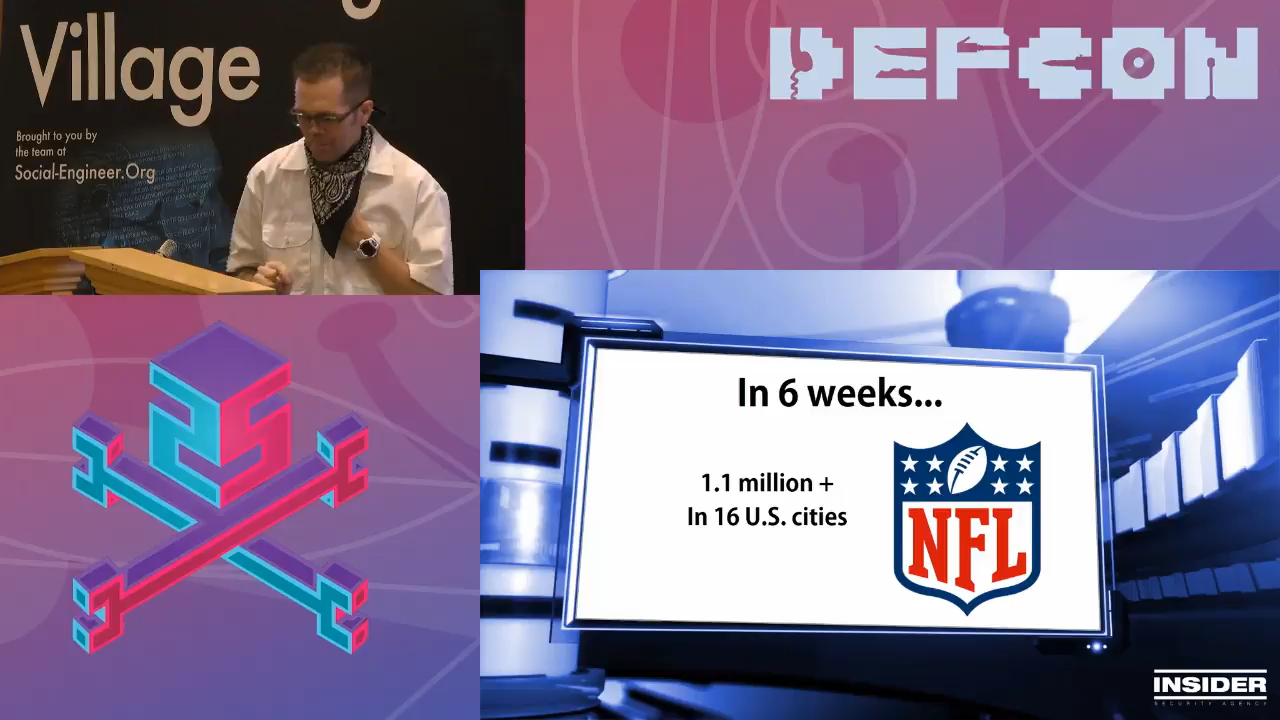 Village
Brought to you by
the team at
Social-Engineer.Org
DEFCON
In 6 weeks...
1.1 million +
In 16 U.S. cities
NFL
INSIDER
SECURITY AGENCY